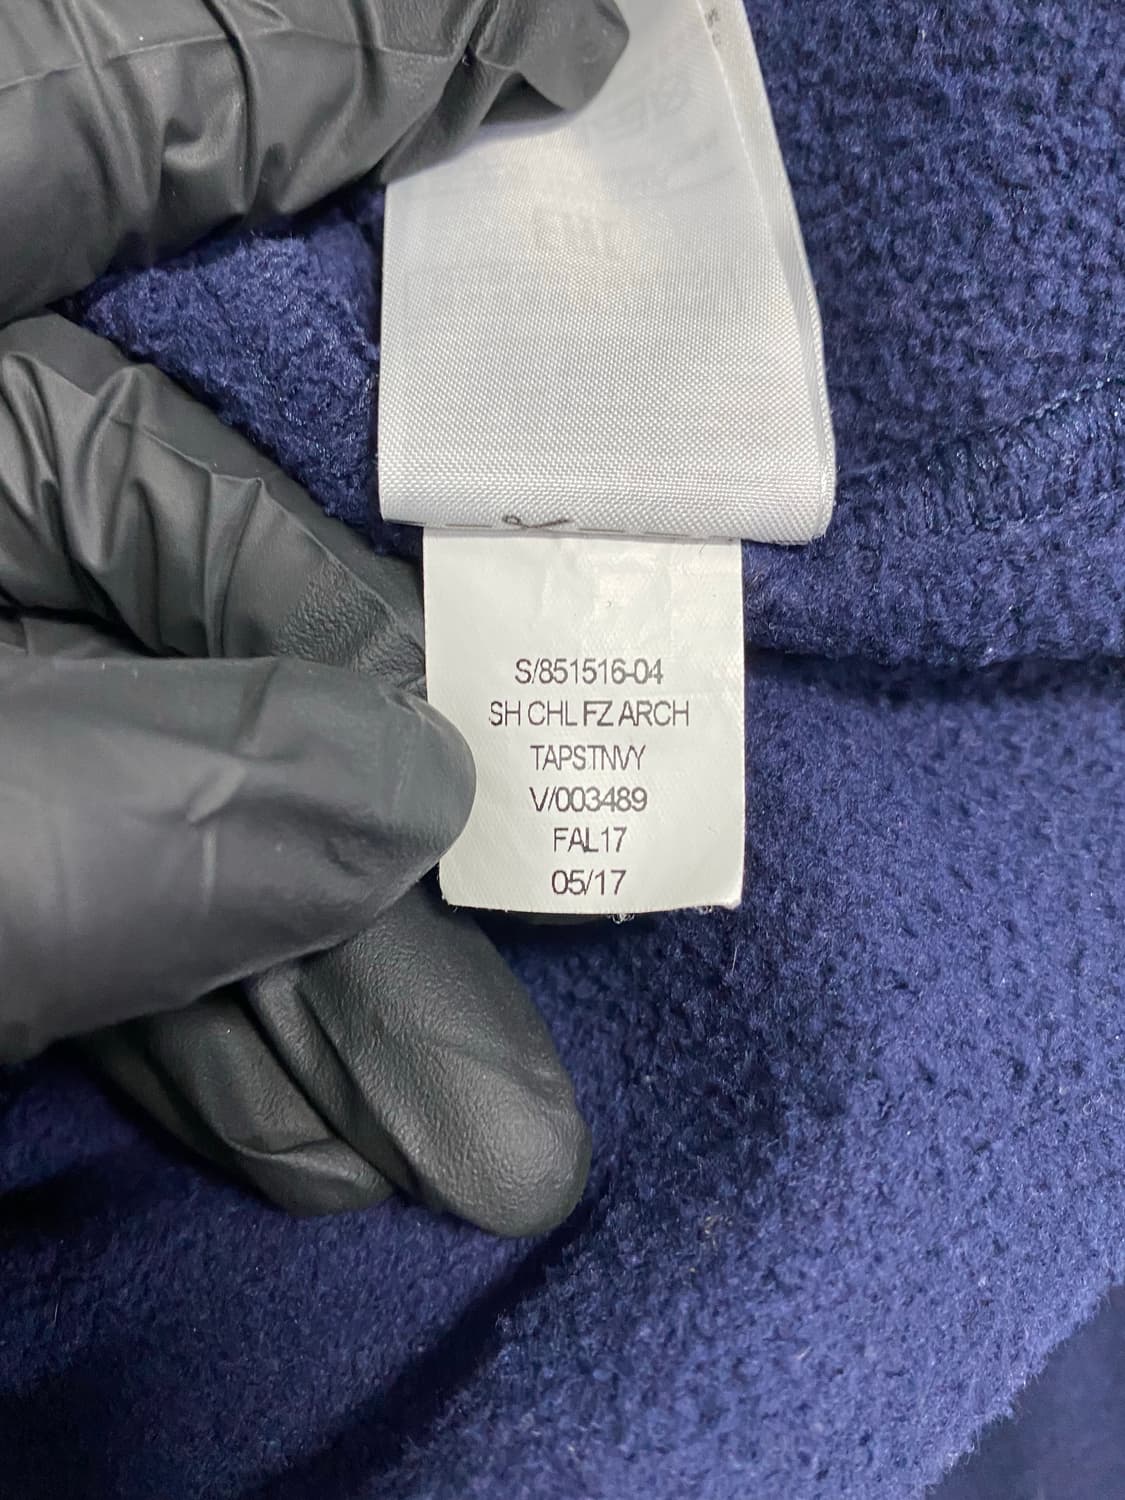 S/851516-04
SH CHL FZ ARCH
TAPSTNVY
V/003489
FAL17
05/17